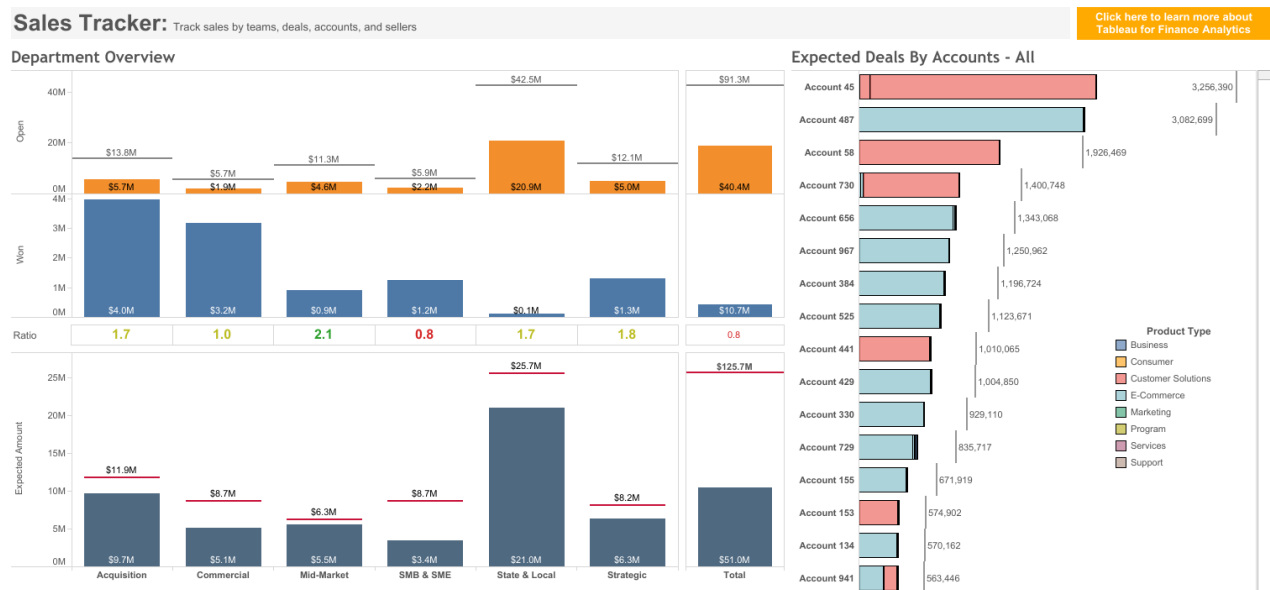 Sales Tracker: Track sales by teams, deals, accounts, and sellers
Click here to learn more about
Tableau for Finance Analytics
Department Overview
Open
40M
20M
0M
$13.8M
$5.7M
$11.3M
$5.9M
$42.5M
$12.1M
$91.3M
$5.7M
$1.9M
$4.6M
$2.2M
$20.9M
$5.0M
$40.4M
Won
4M
3M
2M
1M
0M
$4.0M
$3.2M
$0.9M
$1.2M
$0.1M
$1.3M
$10.7M
Ratio
1.7
1.0
2.1
0.8
1.7
1.8
0.8
Expected Amount
25M
20M
15M
10M
5M
0M
$11.9M
$8.7M
$6.3M
$8.7M
$25.7M
$8.2M
$125.7M
$9.7M
$5.1M
$5.5M
$3.4M
$21.0M
$6.3M
$51.0M
Acquisition
Commercial
Mid-Market
SMB & SME
State & Local
Strategic
Total
Expected Deals By Accounts - All
Account 45
3,256,390
Account 487
3,082,699
Account 58
1,926,469
Account 730
1,400,748
Account 656
1,343,068
Account 967
1,250,962
Account 384
1,196,724
Account 525
1,123,671
Account 441
1,010,065
Account 429
1,004,850
Account 330
929,110
Account 729
835,717
Account 155
671,919
Account 153
574,902
Account 134
570,162
Account 941
563,446
Product Type
Business
Consumer
Customer Solutions
E-Commerce
Marketing
Program
Services
Support